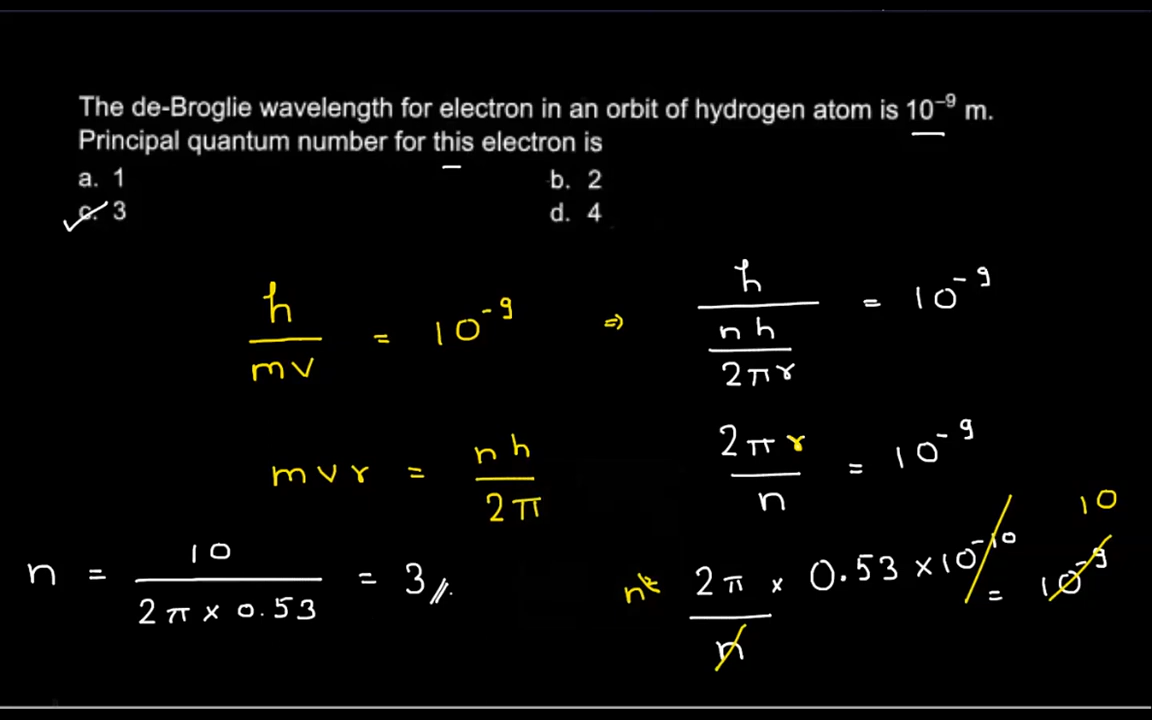 The de-Broglie wavelength for electron in an orbit of hydrogen atom is 10⁻⁹ m.
Principal quantum number for this electron is
a. 1 b. 2
c. 3 d. 4
h/mv = 10⁻⁹ ⇒ h/(nh/2πr) = 10⁻⁹
mvr = nh/2π
2πr/n = 10⁻⁹
n² 2π/n × 0.53 × 10⁻¹⁰ = 10⁻⁹ 10
n = 10/(2π × 0.53) = 3